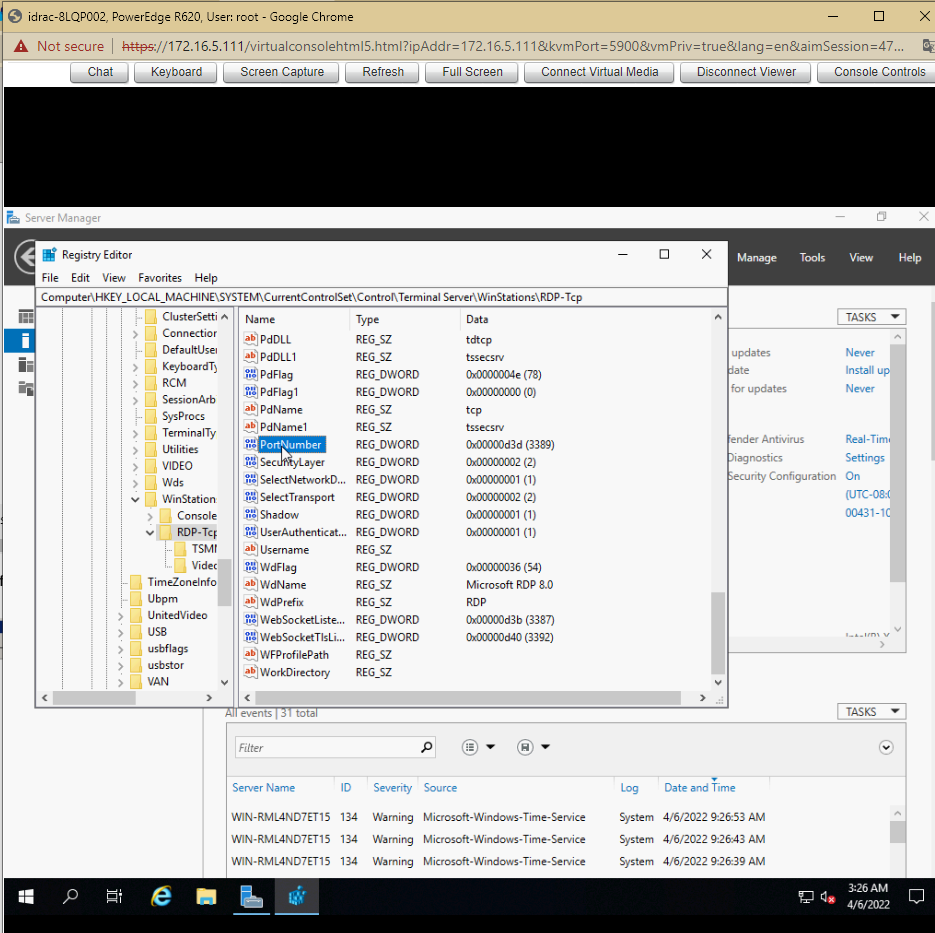 idrac-8LQP002, PowerEdge R620, User: root - Google Chrome
Not secure | https://172.16.5.111/virtualconsolehtml5.html?ipAddr=172.16.5.111&kvmPort=5900&vmPriv=true&lang=en&aimSession=47...
Chat Keyboard Screen Capture Refresh Full Screen Connect Virtual Media Disconnect Viewer Console Controls
Server Manager
Manage Tools View Help
Registry Editor
File Edit View Favorites Help
Computer\HKEY_LOCAL_MACHINE\SYSTEM\CurrentControlSet\Control\Terminal Server\WinStations\RDP-Tcp
ClusterSetti
Connection
DefaultUser
KeyboardTy
RCM
SessionArb
SysProcs
TerminalTy
Utilities
VIDEO
Wds
WinStation
Console
RDP-Tcp
TSMM
Video
TimeZoneInfo
Ubpm
UnitedVideo
USB
usbflags
usbstor
VAN
Name Type Data
PdDLL REG_SZ tdtcp
PdDLL1 REG_SZ tssecsrv
PdFlag REG_DWORD 0x0000004e (78)
PdFlag1 REG_DWORD 0x00000000 (0)
PdName REG_SZ tcp
PdName1 REG_SZ tssecsrv
PortNumber REG_DWORD 0x00000d3d (3389)
SecurityLayer REG_DWORD 0x00000002 (2)
SelectNetworkD... REG_DWORD 0x00000001 (1)
SelectTransport REG_DWORD 0x00000002 (2)
Shadow REG_DWORD 0x00000001 (1)
UserAuthenticat... REG_DWORD 0x00000001 (1)
Username REG_SZ
WdFlag REG_DWORD 0x00000036 (54)
WdName REG_SZ Microsoft RDP 8.0
WdPrefix REG_SZ RDP
WebSocketListe... REG_DWORD 0x00000d3b (3387)
WebSocketTlsLi... REG_DWORD 0x00000d40 (3392)
WFProfilePath REG_SZ
WorkDirectory REG_SZ
TASKS
updates Never
date Install up
for updates Never
fender Antivirus Real-Time
Diagnostics Settings
Security Configuration On
(UTC-08:0
00431-10
All events | 31 total
TASKS
Filter
Server Name ID Severity Source Log Date and Time
WIN-RML4ND7ET15 134 Warning Microsoft-Windows-Time-Service System 4/6/2022 9:26:53 AM
WIN-RML4ND7ET15 134 Warning Microsoft-Windows-Time-Service System 4/6/2022 9:26:43 AM
WIN-RML4ND7ET15 134 Warning Microsoft-Windows-Time-Service System 4/6/2022 9:26:39 AM
3:26 AM
4/6/2022